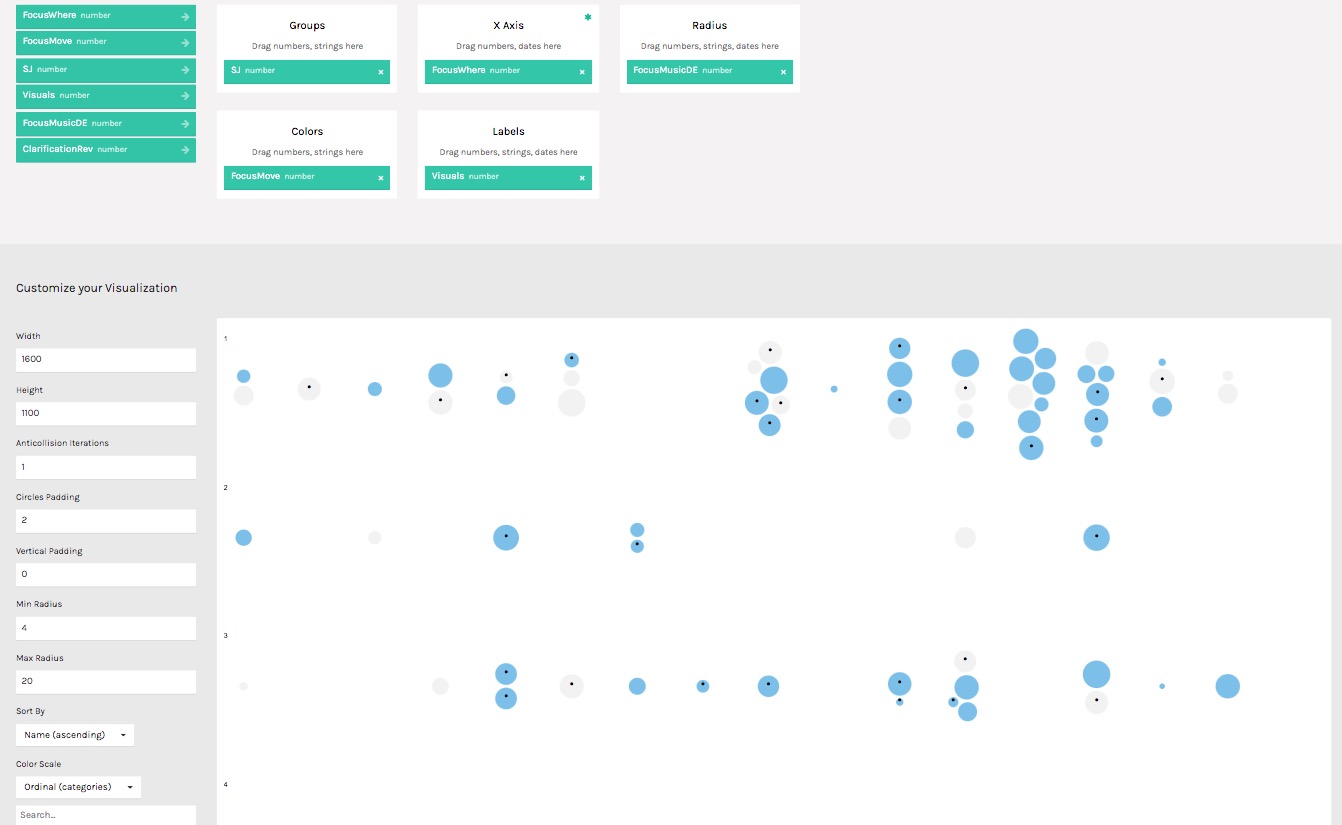 FocusWhere number
FocusMove number
SJ number
Visuals number
FocusMusicDE number
ClarificationRev number
Groups
Drag numbers, strings here
SJ number ×
X Axis *
Drag numbers, dates here
FocusWhere number ×
Radius
Drag numbers, strings, dates here
FocusMusicDE number ×
Colors
Drag numbers, strings here
FocusMove number ×
Labels
Drag numbers, strings, dates here
Visuals number ×
Customize your Visualization
Width
1600
Height
1100
Anticollision Iterations
1
Circles Padding
2
Vertical Padding
0
Min Radius
4
Max Radius
20
Sort By
Name (ascending)
Color Scale
Ordinal (categories)
Search...
1
2
3
4